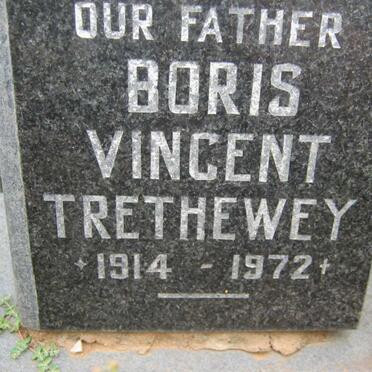 OUR FATHER
BORIS
VINCENT
TRETHEWEY
+1914 - 1972+